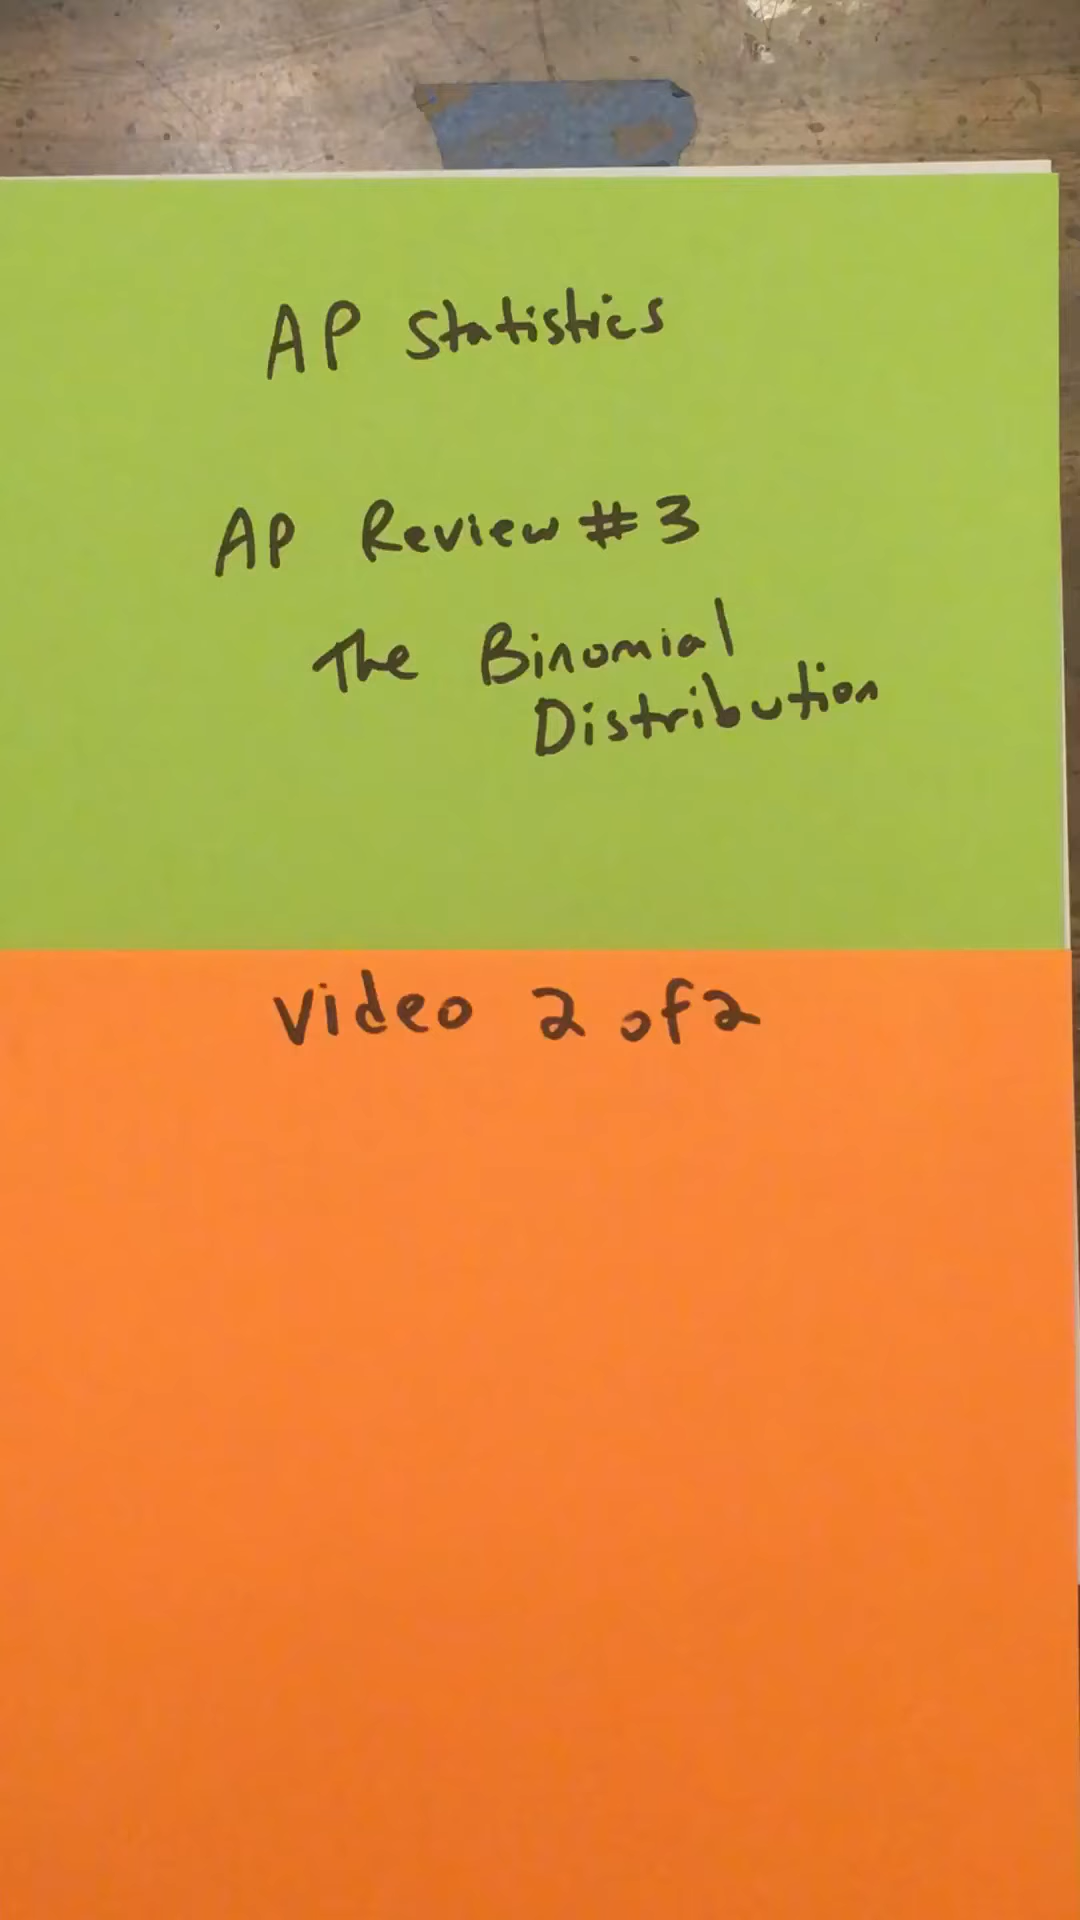 AP Statistics
AP Review #3
The Binomial
Distribution
Video 2 of 2